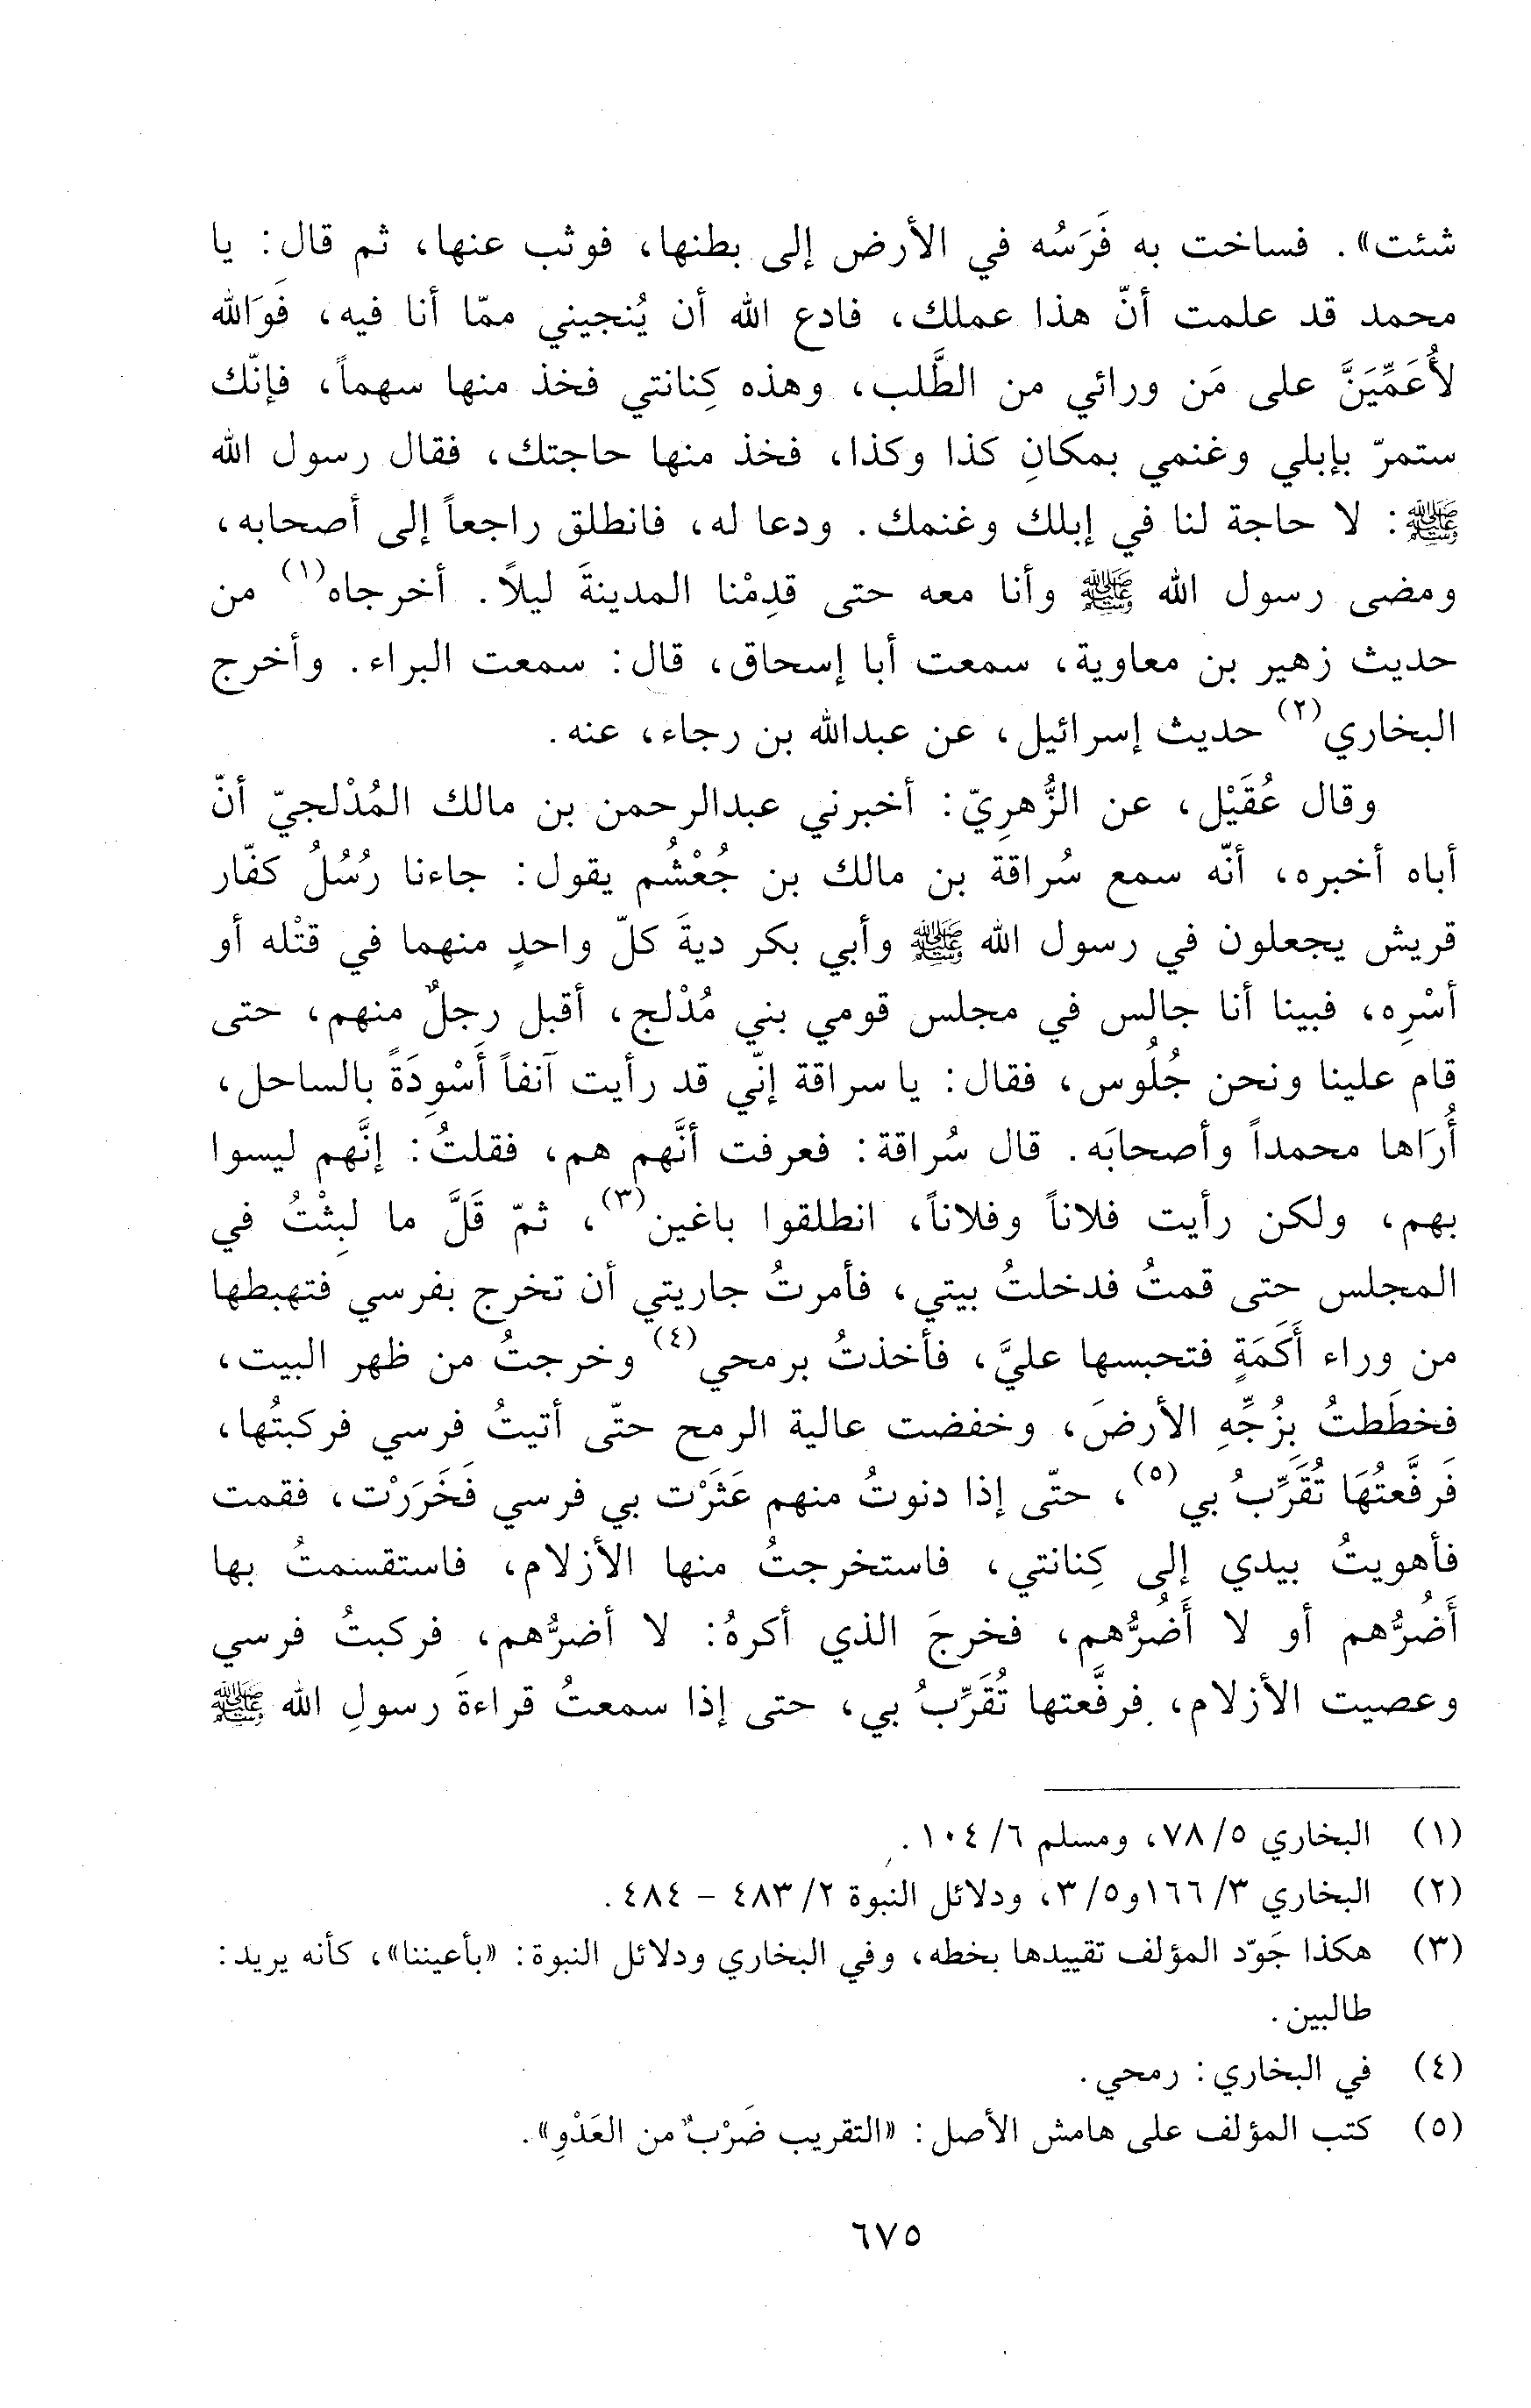 شئت». فساخت به فَرَسُه في الأرض إلى بطنها، فوثب عنها، ثم قال: يا
محمد قد علمت أنّ هذا عملك، فادع الله أن يُنجيني ممّا أنا فيه، فَوَالله
لأُعَمِّيَنَّ على مَن ورائي من الطَّلب، وهذه كِنانتي فخذ منها سهماً، فإنّك
ستمرّ بإبلي وغنمي بمكانِ كذا وكذا، فخذ منها حاجتك، فقال رسول الله
ﷺ: لا حاجة لنا في إبلك وغنمك. ودعا له، فانطلق راجعاً إلى أصحابه،
ومضى رسول الله ﷺ وأنا معه حتى قدِمْنا المدينةَ ليلاً. أخرجاه(١) من
حديث زهير بن معاوية، سمعت أبا إسحاق، قال: سمعت البراء. وأخرج
البخاري(٢) حديث إسرائيل، عن عبدالله بن رجاء، عنه.
وقال عُقَيْل، عن الزُّهرِيّ: أخبرني عبدالرحمن بن مالك المُدْلجيّ أنّ
أباه أخبره، أنّه سمع سُراقة بن مالك بن جُعْشُم يقول: جاءنا رُسُلُ كفّار
قريش يجعلون في رسول الله ﷺ وأبي بكر ديةَ كلّ واحدٍ منهما في قتْله أو
أسْرِه، فبينا أنا جالس في مجلس قومي بني مُدْلج، أقبل رجلٌ منهم، حتى
قام علينا ونحن جُلُوس، فقال: يا سراقة إنّي قد رأيت آنفاً أَسْوِدَةً بالساحل،
أُرَاها محمداً وأصحابَه. قال سُراقة: فعرفت أنَّهم هم، فقلتُ: إنَّهم ليسوا
بهم، ولكن رأيت فلاناً وفلاناً، انطلقوا باغين(٣)، ثمّ قَلَّ ما لبِثْتُ في
المجلس حتى قمتُ فدخلتُ بيتي، فأمرتُ جاريتي أن تخرج بفرسي فتهبطها
من وراء أَكَمَةٍ فتحبسها عليَّ، فأخذتُ برمحي(٤) وخرجتُ من ظهر البيت،
فخطَططتُ بِزُجِّهِ الأرضَ، وخفضت عالية الرمح حتّى أتيتُ فرسي فركبتُها،
فَرفَّعتُهَا تُقَرِّبُ بي(٥)، حتّى إذا دنوتُ منهم عَثَرْت بي فرسي فَخَرَرْت، فقمت
فأهويتُ بيدي إلى كِنانتي، فاستخرجتُ منها الأزلام، فاستقسمتُ بها
أَضُرُّهم أو لا أَضُرُّهم، فخرجَ الذي أكرهُ: لا أضرُّهم، فركبتُ فرسي
وعصيت الأزلام، فرفَّعتها تُقَرِّبُ بي، حتى إذا سمعتُ قراءةَ رسولِ الله ﷺ
(١) البخاري ٥/ ٧٨، ومسلم ٦/ ١٠٤.
(٢) البخاري ٣/ ١٦٦و٥/ ٣، ودلائل النبوة ٢/ ٤٨٣ - ٤٨٤.
(٣) هكذا جَوّد المؤلف تقييدها بخطه، وفي البخاري ودلائل النبوة: «بأعيننا»، كأنه يريد:
طالبين.
(٤) في البخاري: رمحي.
(٥) كتب المؤلف على هامش الأصل: «التقريب ضَرْبٌ من العَدْوِ».
٦٧٥